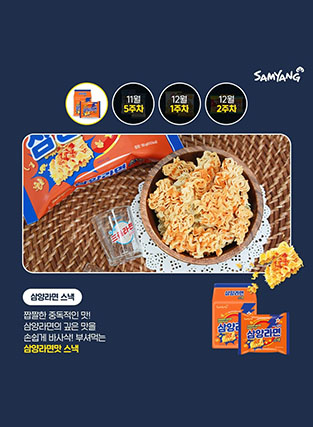 SAMYANG
11월
5주차
12월
1주차
12월
2주차
삼양라면 스낵
짭짤한 중독적인 맛!
삼양라면의 깊은 맛을
손쉽게 바사삭! 부셔먹는
삼양라면맛 스낵
삼양라면
삼양라면